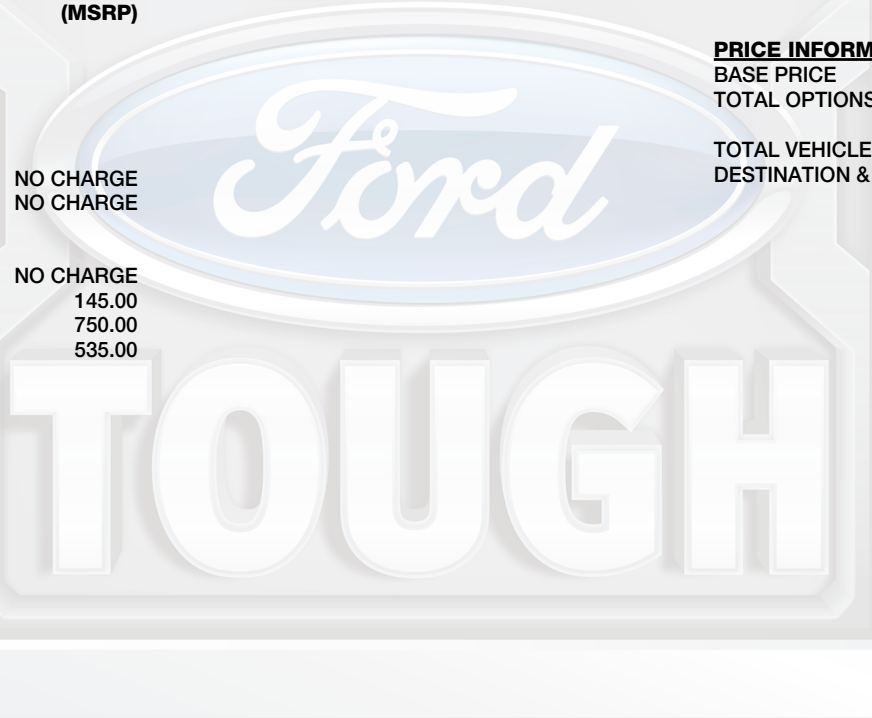 (MSRP)
NO CHARGE
NO CHARGE
NO CHARGE
145.00
750.00
535.00
PRICE INFORM
BASE PRICE
TOTAL OPTIONS
TOTAL VEHICLE
DESTINATION &
Ford
TOUGH